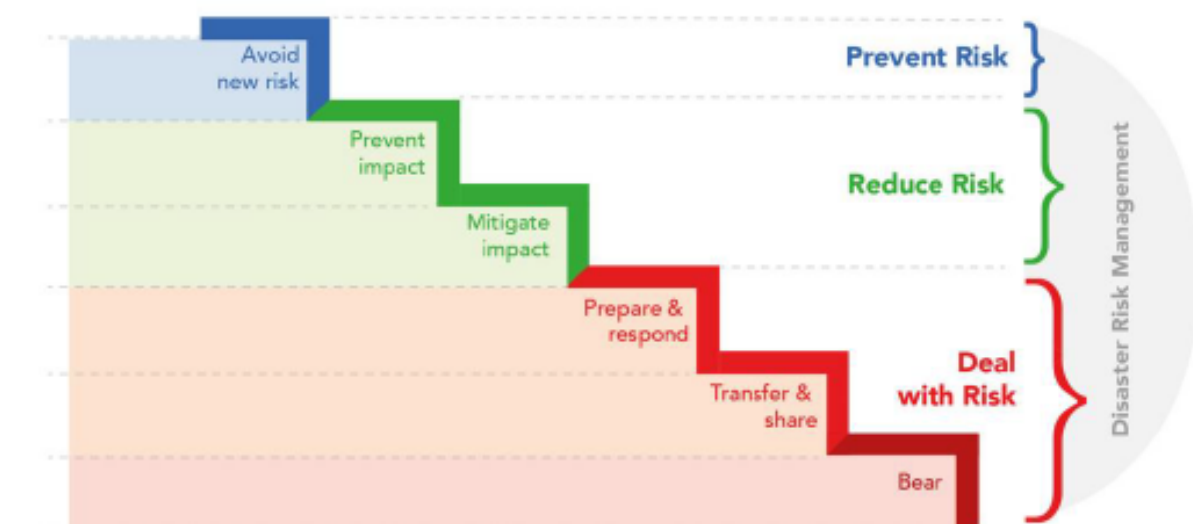 Avoid
new risk
Prevent Risk
Prevent
impact
Reduce Risk
Mitigate
impact
Prepare &
respond
Deal
with Risk
Transfer &
share
Bear
Disaster Risk Management